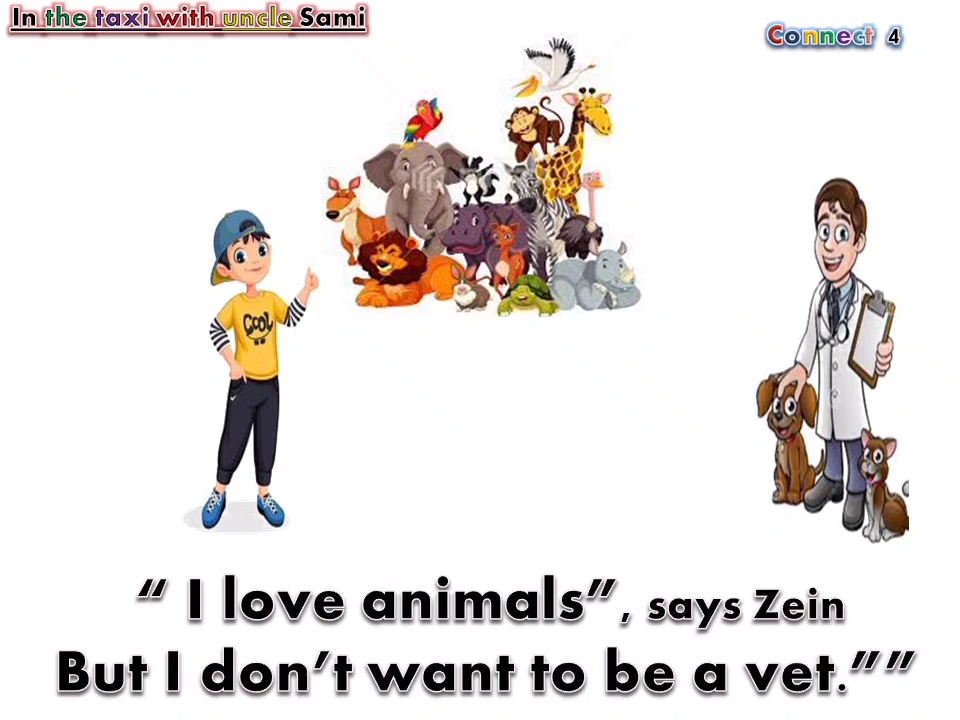 In the taxi with uncle Sami
Connect 4
COOL
“ I love animals”, says Zein
But I don’t want to be a vet.””